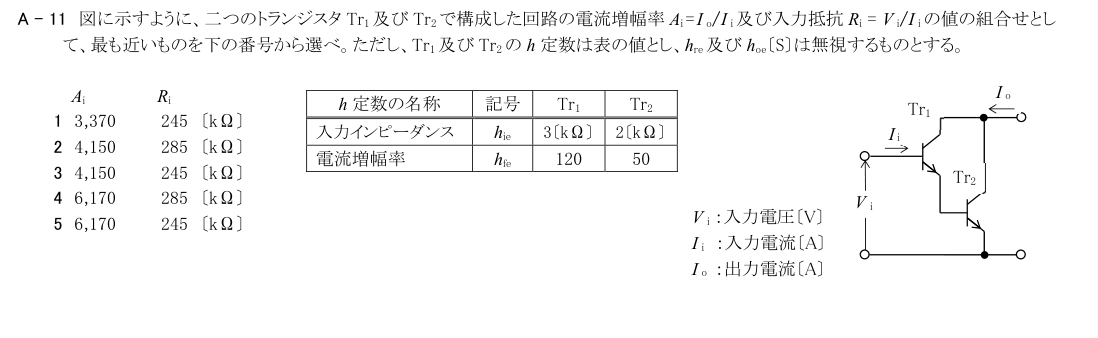 A－11 図に示すように、二つのトランジスタ Tr₁ 及び Tr₂ で構成した回路の電流増幅率 Aᵢ=Iₒ/Iᵢ 及び入力抵抗 Rᵢ = Vᵢ/Iᵢ の値の組合せとし
て、最も近いものを下の番号から選べ。ただし、Tr₁ 及び Tr₂ の h 定数は表の値とし、hre 及び hoe〔S〕は無視するものとする。
Aᵢ Rᵢ
1 3,370 245 〔kΩ〕
2 4,150 285 〔kΩ〕
3 4,150 245 〔kΩ〕
4 6,170 285 〔kΩ〕
5 6,170 245 〔kΩ〕
h 定数の名称 記号 Tr₁ Tr₂
入力インピーダンス hie 3〔kΩ〕 2〔kΩ〕
電流増幅率 hfe 120 50
Iₒ
Tr₁
Iᵢ
Tr₂
Vᵢ
Vᵢ：入力電圧〔V〕
Iᵢ：入力電流〔A〕
Iₒ：出力電流〔A〕